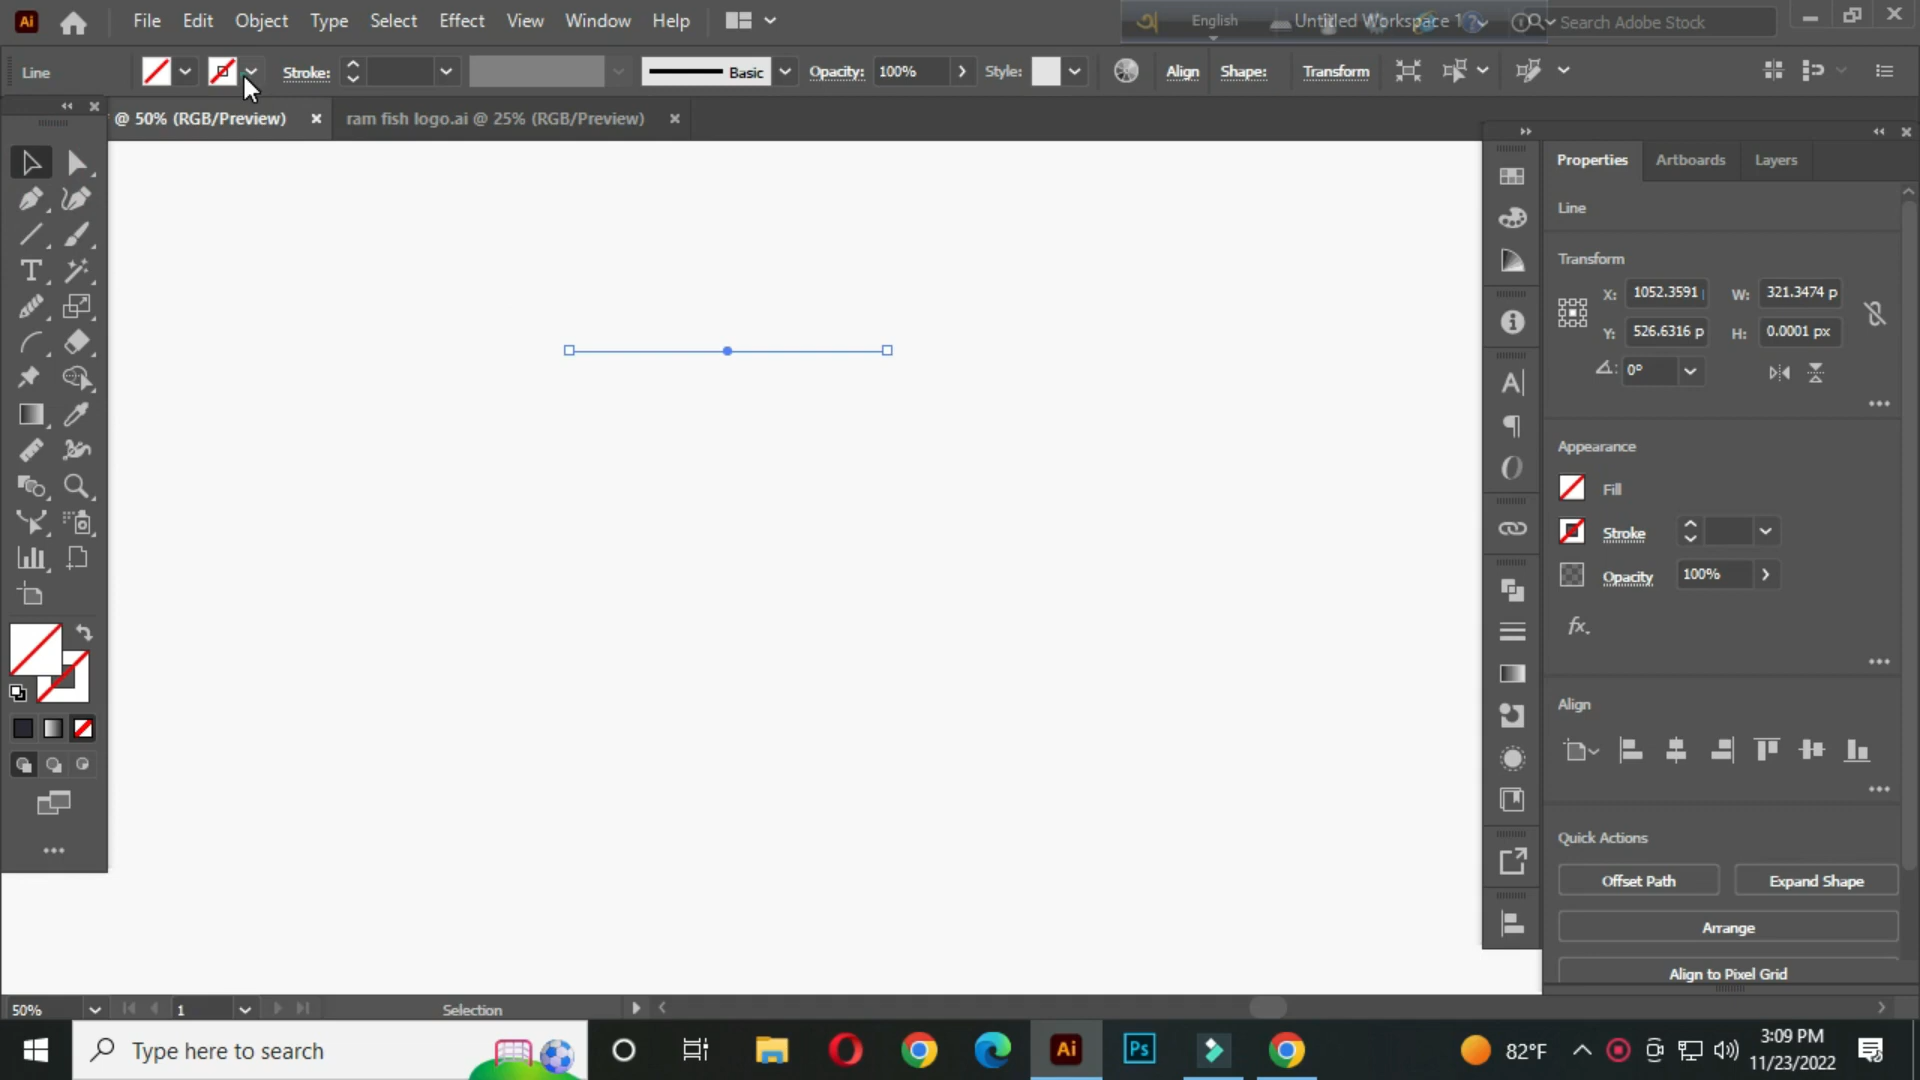 Ai File Edit Object Type Select Effect View Window Help English Untitled Workspace 1 Search Adobe Stock
Line Stroke: Basic Opacity: 100% Style: Align Shape: Transform
@ 50% (RGB/Preview) × ram fish logo.ai @ 25% (RGB/Preview) ×
Properties Artboards Layers
Line
Transform
X: 1052.3591 W: 321.3474 p
Y: 526.6316 p H: 0.0001 px
0°
Appearance
Fill
Stroke
Opacity 100%
fx.
Align
Quick Actions
Offset Path Expand Shape
Arrange
Align to Pixel Grid
50% 1 Selection
Type here to search Ai Ps 82°F 3:09 PM
11/23/2022